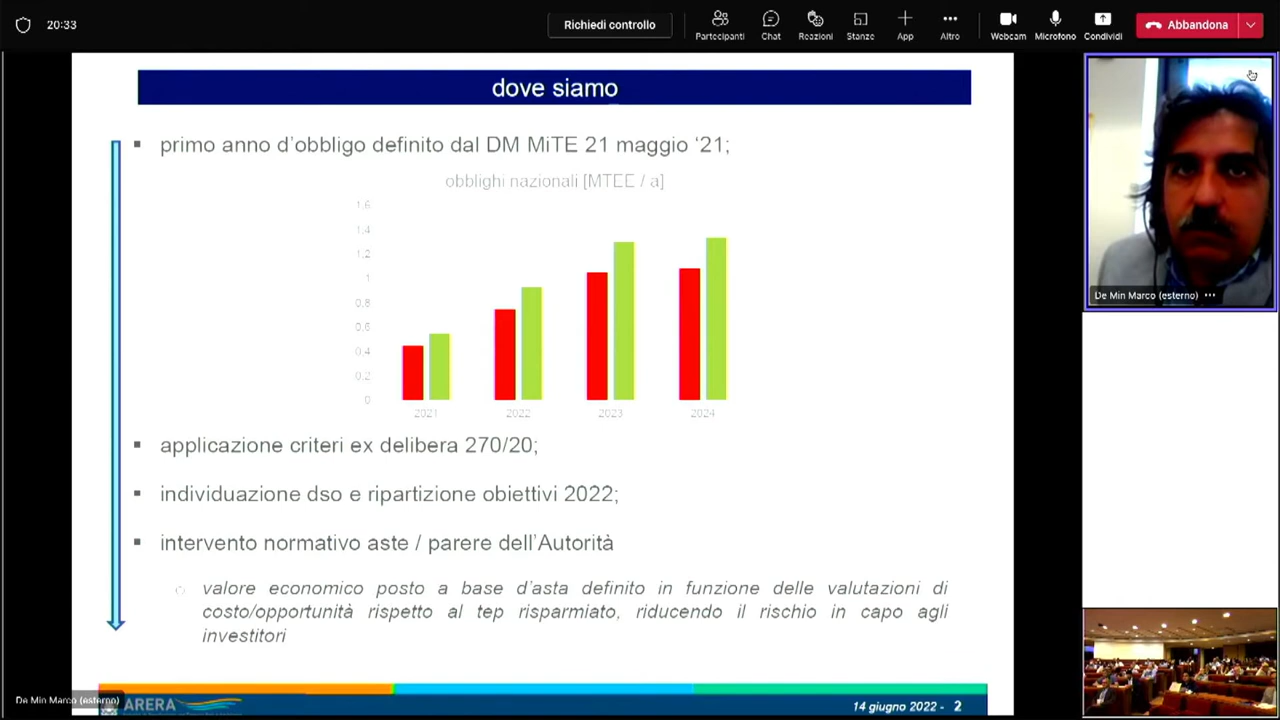 20:33
Richiedi controllo
Partecipanti
Chat
Reazioni
Stanze
App
Altro
Webcam
Microfono
Condividi
Abbandona
dove siamo
primo anno d'obbligo definito dal DM MiTE 21 maggio ‘21;
obblighi nazionali [MTEE / a]
1.6
1.4
1.2
1
0.8
0.6
0.4
0.2
0
2021 2022 2023 2024
applicazione criteri ex delibera 270/20;
individuazione dso e ripartizione obiettivi 2022;
intervento normativo aste / parere dell'Autorità
valore economico posto a base d'asta definito in funzione delle valutazioni di
costo/opportunità rispetto al tep risparmiato, riducendo il rischio in capo agli
investitori
De Min Marco (esterno)
De Min Marco (esterno)
ARERA
14 giugno 2022 - 2